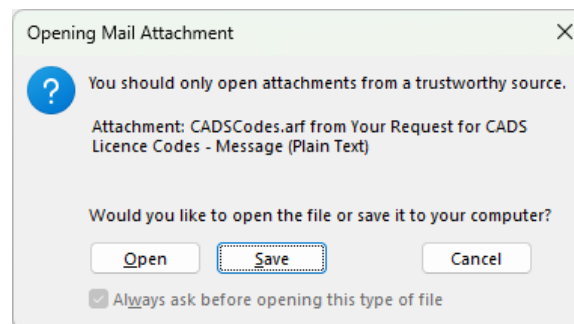 Opening Mail Attachment
You should only open attachments from a trustworthy source.
Attachment: CADSCodes.arf from Your Request for CADS
Licence Codes - Message (Plain Text)
Would you like to open the file or save it to your computer?
Open Save Cancel
Always ask before opening this type of file